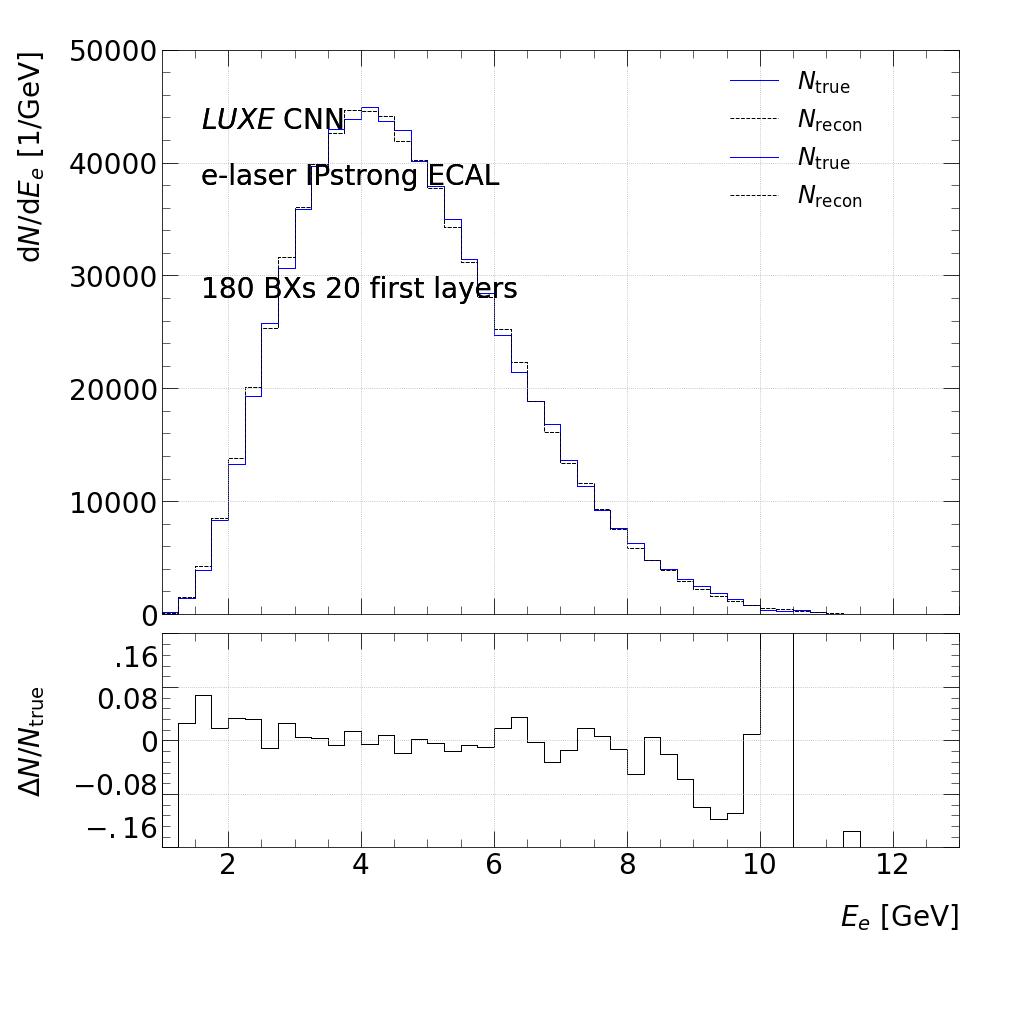 dN/dE_e [1/GeV]
50000
40000
30000
20000
10000
0
LUXE CNN
e-laser IPstrong ECAL
180 BXs 20 first layers
N_true
N_recon
N_true
N_recon
ΔN/N_true
.16
0.08
0
−0.08
−.16
2 4 6 8 10 12
E_e [GeV]